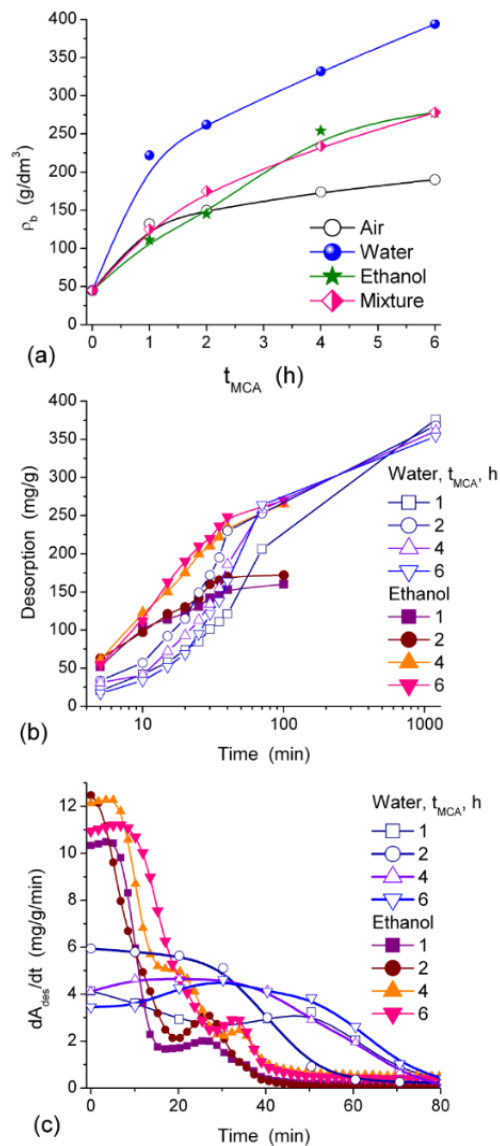 400
350
300
250
200
150
100
50
0
ρb (g/dm³)
Air
Water
Ethanol
Mixture
0 1 2 3 4 5 6
(a)
tMCA (h)
400
350
300
250
200
150
100
50
0
Desorption (mg/g)
Water, tMCA, h
1
2
4
6
Ethanol
1
2
4
6
10 100 1000
(b)
Time (min)
12
10
8
6
4
2
0
dAdes/dt (mg/g/min)
Water, tMCA, h
1
2
4
6
Ethanol
1
2
4
6
0 20 40 60 80
(c)
Time (min)